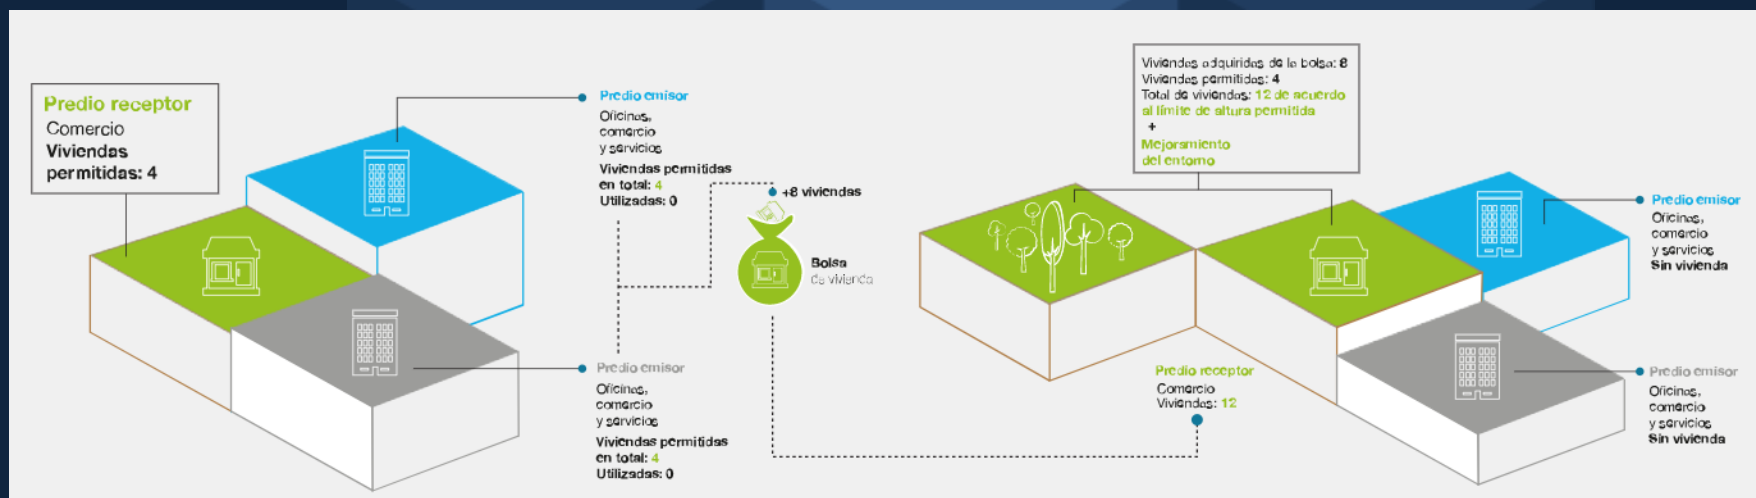 Predio receptor
Comercio
Viviendas
permitidas: 4
Predio emisor
Oficinas,
comercio
y servicios
Viviendas permitidas
en total: 4
Utilizadas: 0
+8 viviendas
Bolsa
de vivienda
Predio emisor
Oficinas,
comercio
y servicios
Viviendas permitidas
en total: 4
Utilizadas: 0
Viviendas adquiridas de la bolsa: 8
Viviendas permitidas: 4
Total de viviendas: 12 de acuerdo
al límite de altura permitida
+
Mejoramiento
del entorno
Predio emisor
Oficinas,
comercio
y servicios
Sin vivienda
Predio receptor
Comercio
Viviendas: 12
Predio emisor
Oficinas,
comercio
y servicios
Sin vivienda